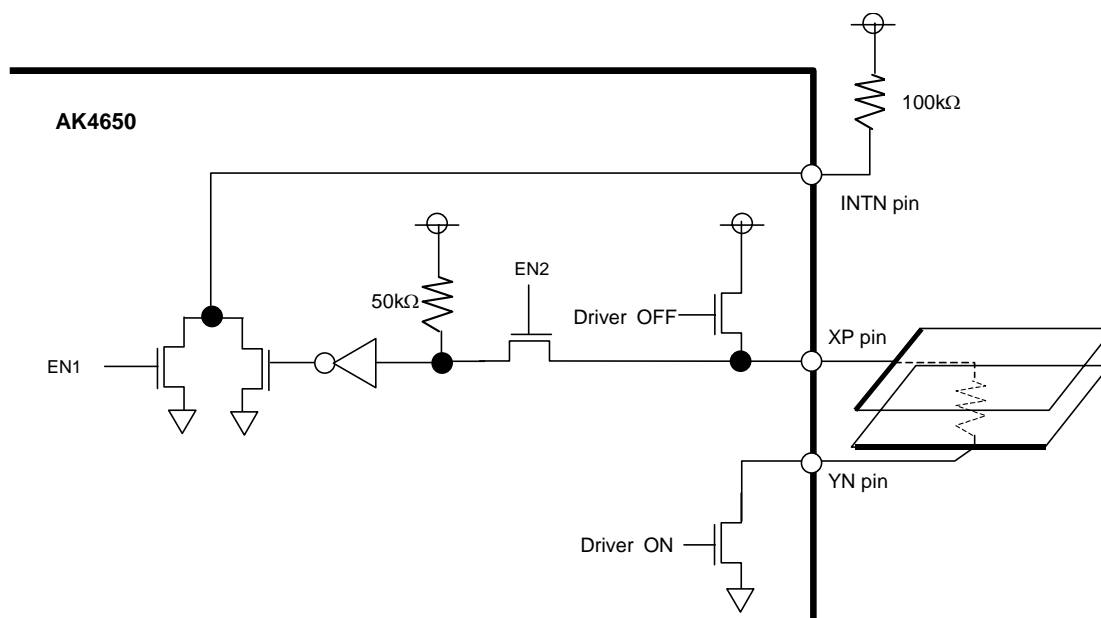 AK4650
100kΩ
INTN pin
EN2
50kΩ
Driver OFF
XP pin
EN1
YN pin
Driver ON